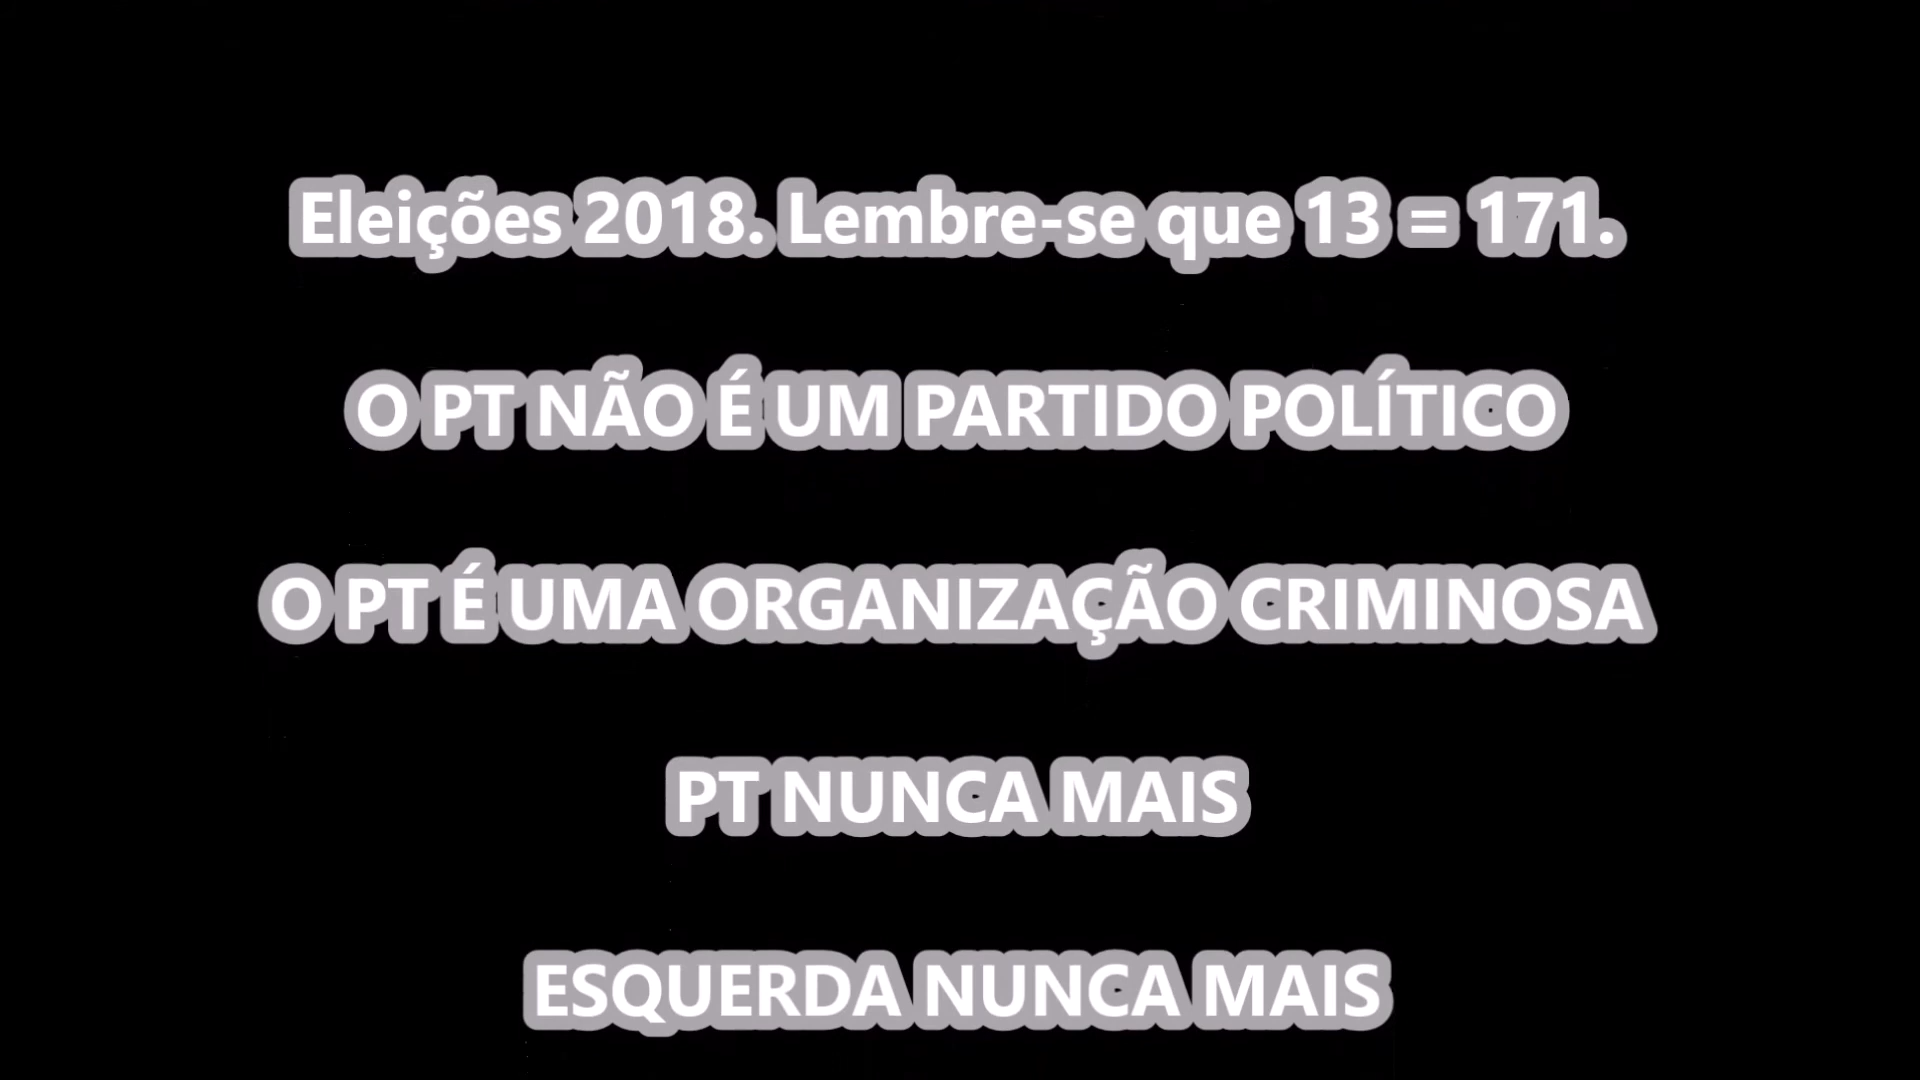 Eleições 2018. Lembre-se que 13 = 171.
O PT NÃO É UM PARTIDO POLÍTICO
O PT É UMA ORGANIZAÇÃO CRIMINOSA
PT NUNCA MAIS
ESQUERDA NUNCA MAIS